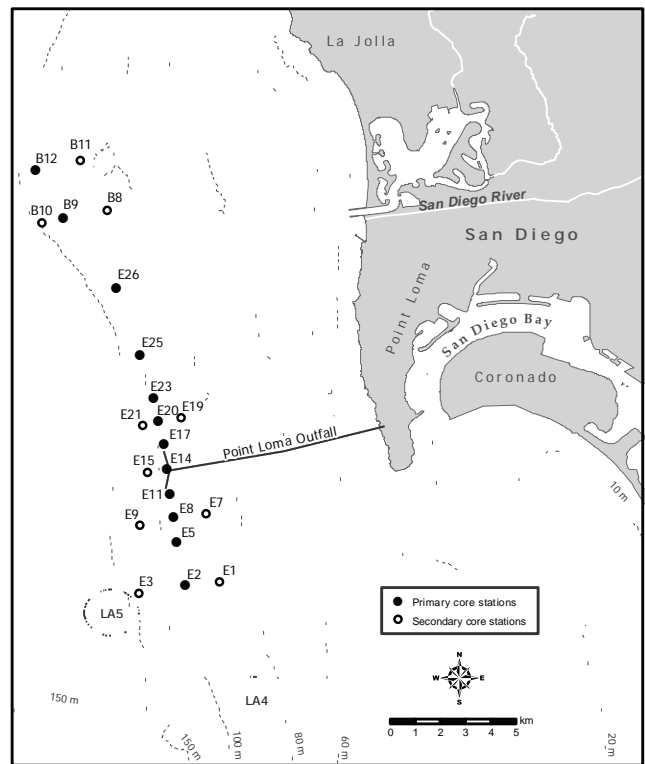 La Jolla
B11
B12
B8
B10
B9
San Diego River
San Diego
E26
Point Loma
San Diego Bay
E25
Coronado
E23
E19
E20
E21
E17
Point Loma Outfall
E15
E14
E11
10 m
E7
E8
E9
E5
E1
E3
E2
LA5
Primary core stations
Secondary core stations
N
W E
S
150 m
LA4
km
0 1 2 3 4 5
150 m
100 m
80 m
60 m
20 m